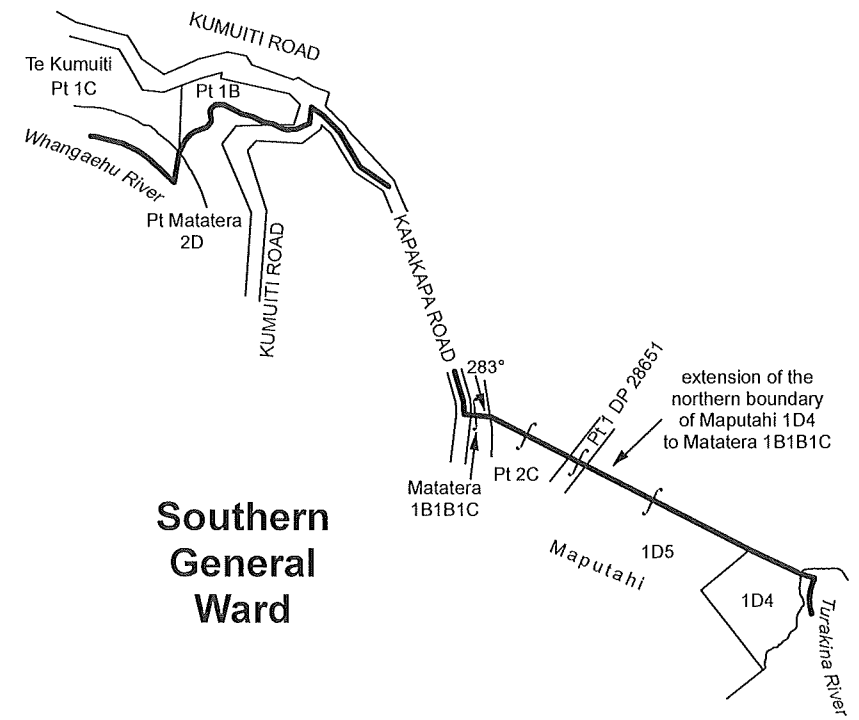 KUMUITI ROAD
Te Kumuiti
Pt 1C
Pt 1B
Whangaehu River
Pt Matatera
2D
KUMUITI ROAD
KAPAKAPA ROAD
283°
Pt 1 DP 28651
extension of the
northern boundary
of Maputahi 1D4
to Matatera 1B1B1C
Pt 2C
Matatera
1B1B1C
Southern
General
Ward
Maputahi
1D5
1D4
Turakina River